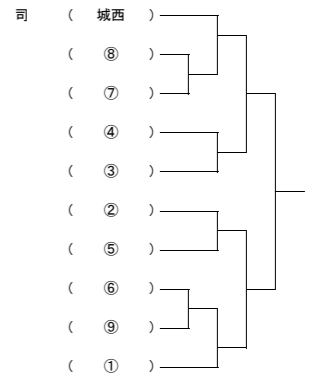 司 ( 城西 )
( ⑧ )
( ⑦ )
( ④ )
( ③ )
( ② )
( ⑤ )
( ⑥ )
( ⑨ )
( ① )